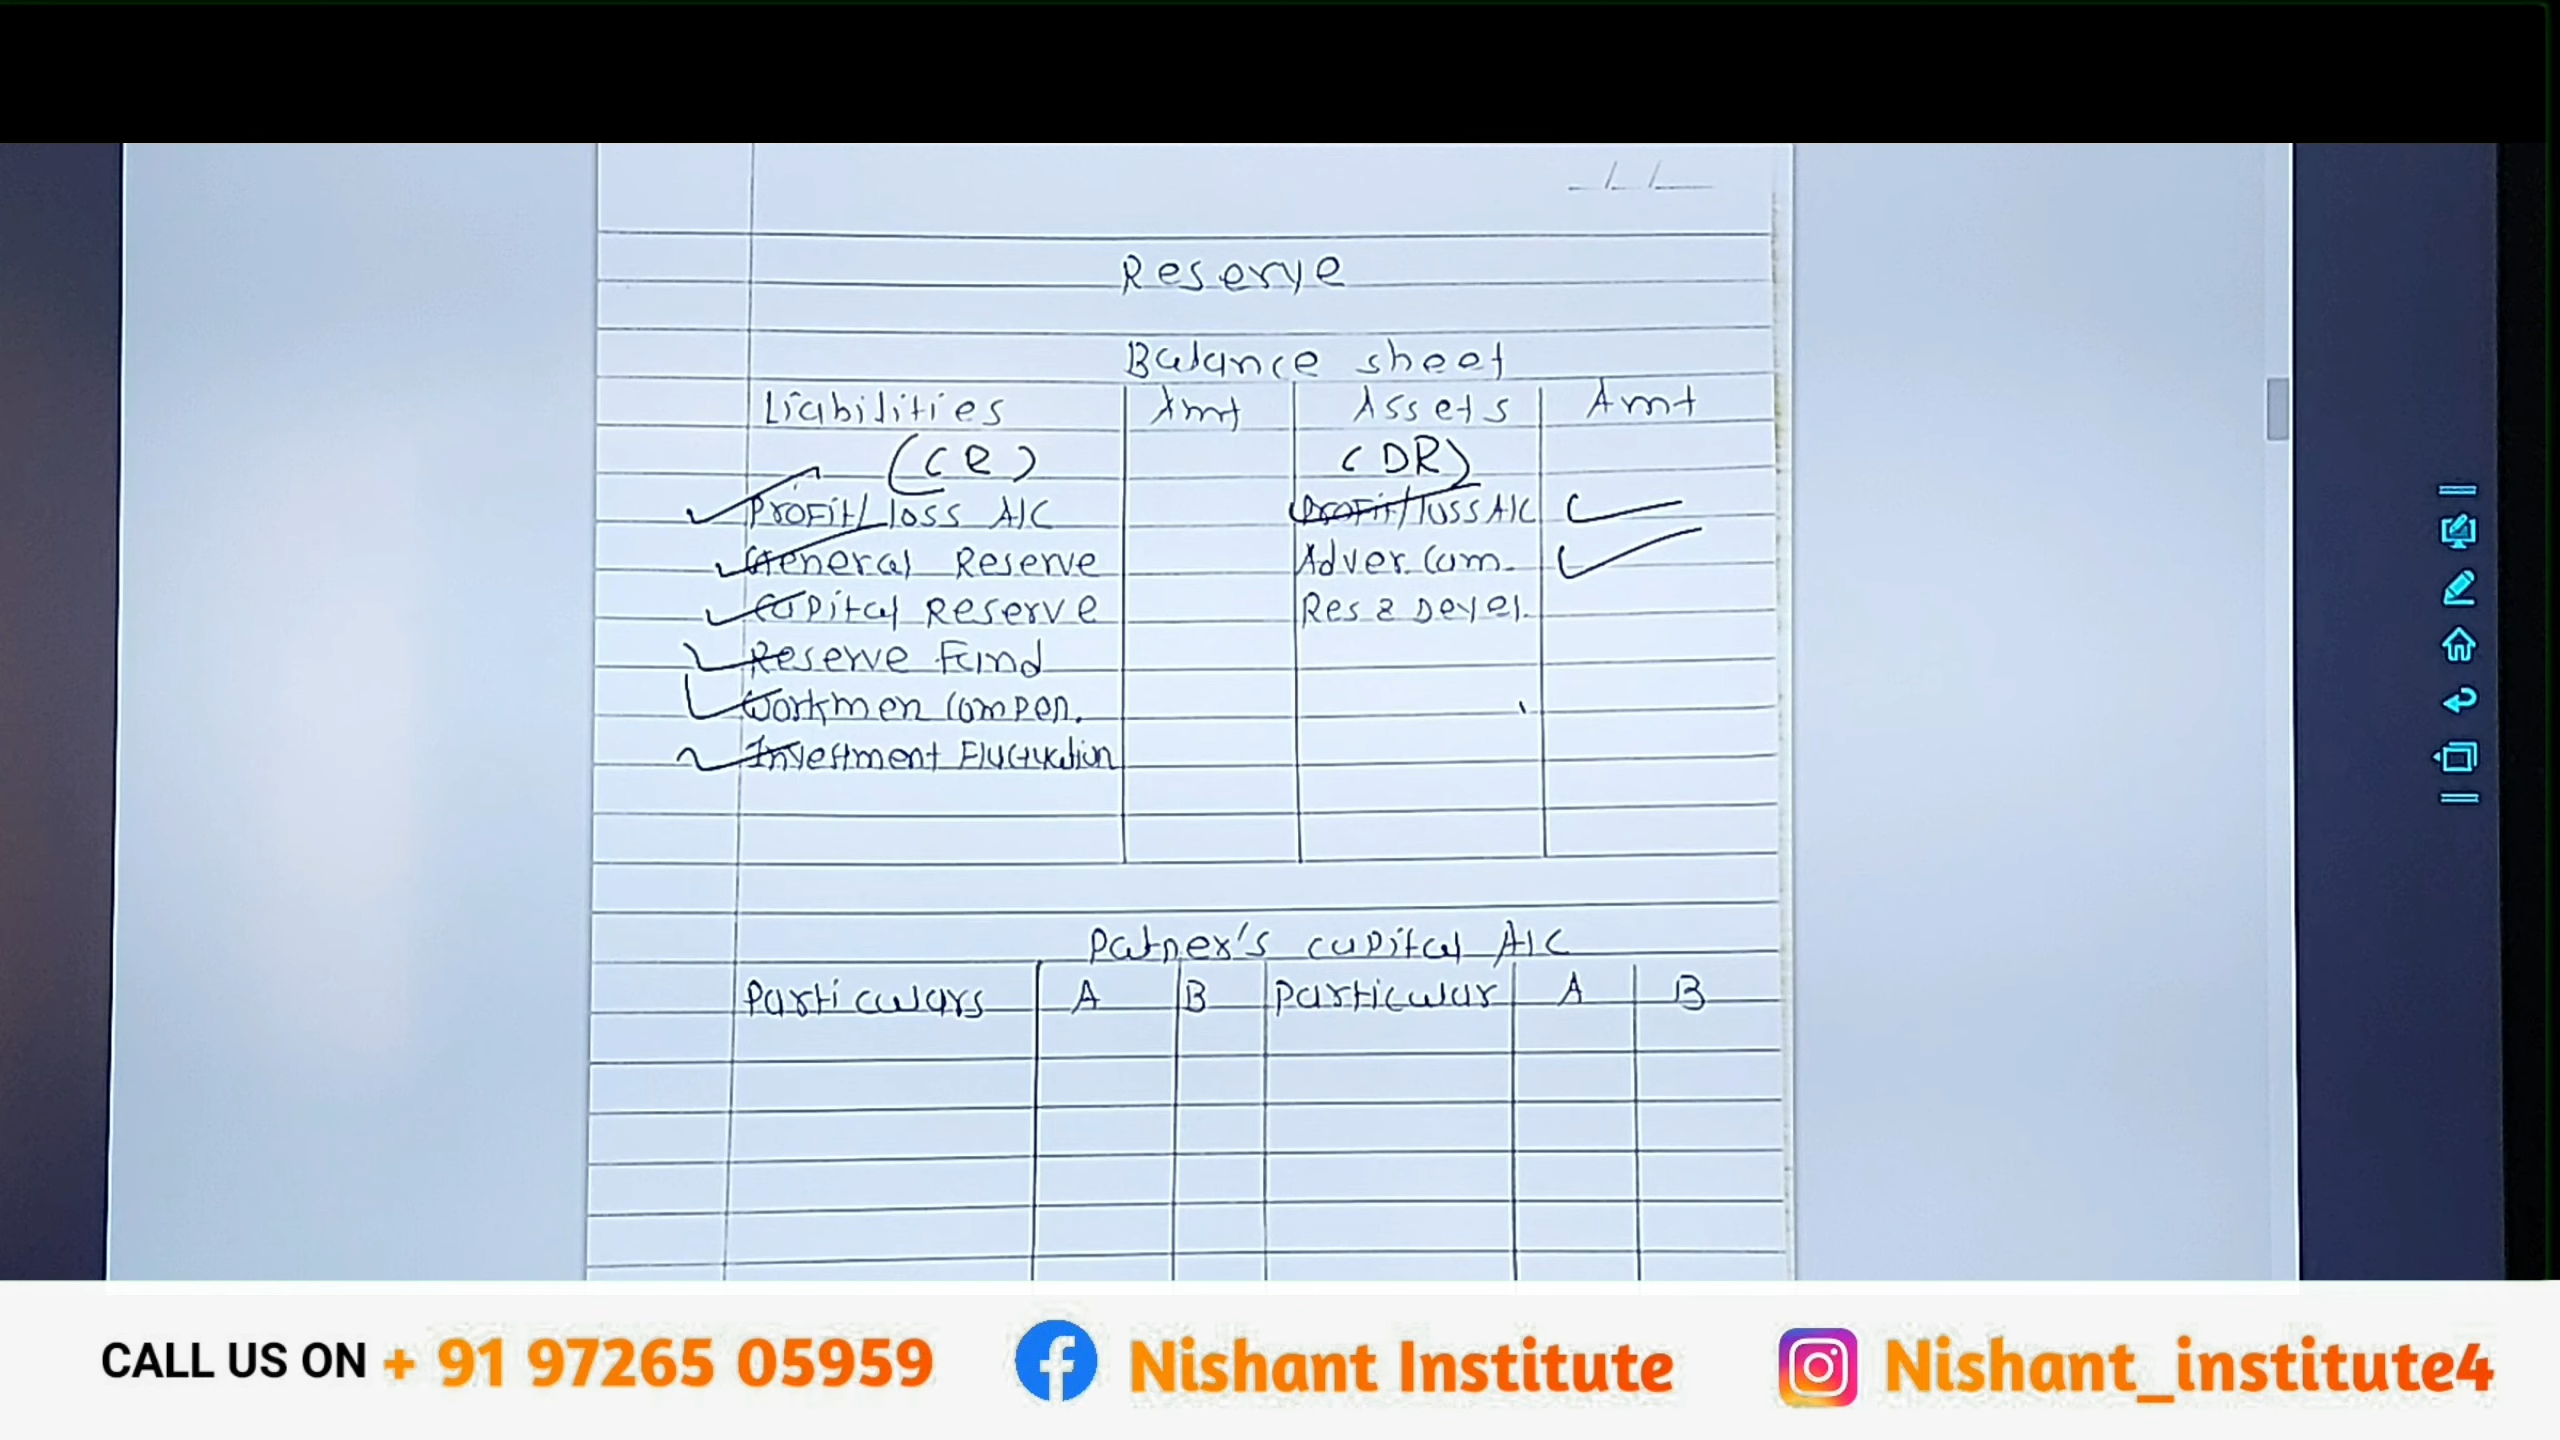 Reserve
Balance sheet
Liabilities Amt Assets Amt
(CR) (DR)
Profit/Loss A/C Profit/Loss A/C
General Reserve Adver. Cam.
Capital Reserve Res & Devel.
Reserve Fund
Workmen Compen.
Investment Fluctuation
Patner's capital A/C
Particulars A B Particular A B
CALL US ON + 91 97265 05959 Nishant Institute Nishant_institute4